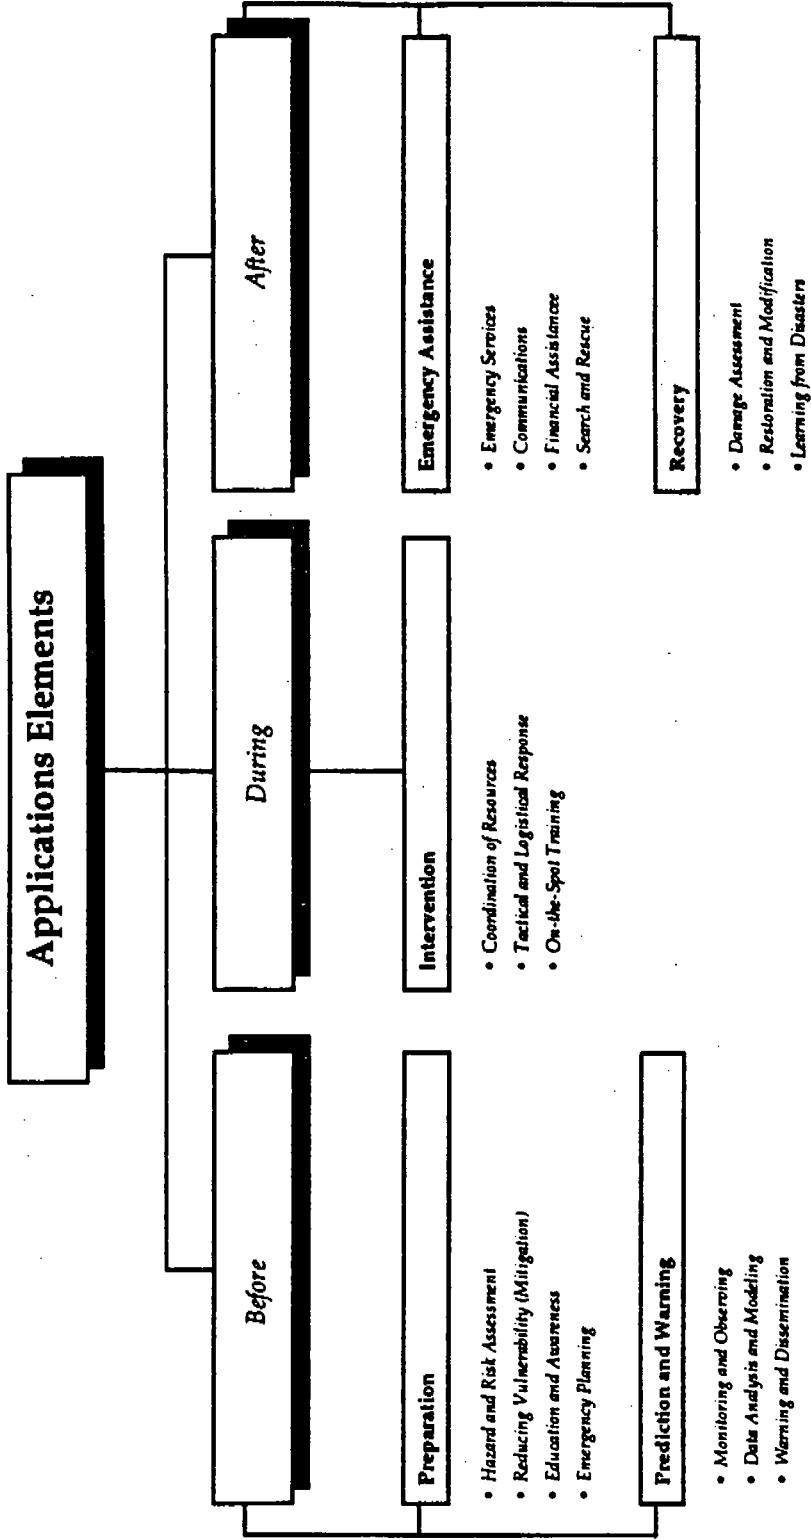 Applications Elements
Before
During
After
Preparation
• Hazard and Risk Assessment
• Reducing Vulnerability (Mitigation)
• Education and Awareness
• Emergency Planning
Prediction and Warning
• Monitoring and Observing
• Data Analysis and Modeling
• Warning and Dissemination
Intervention
• Coordination of Resources
• Tactical and Logistical Response
• On-the-Spot Training
Emergency Assistance
• Emergency Services
• Communications
• Financial Assistancee
• Search and Rescue
Recovery
• Damage Assessment
• Restoration and Modification
• Learning from Disasters